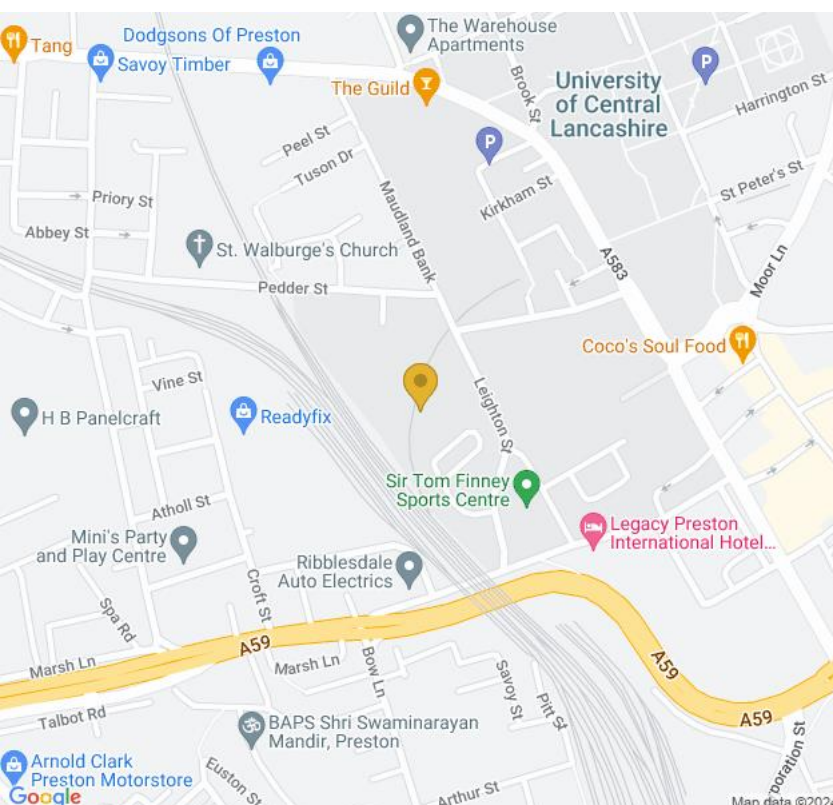 Tang
Dodgsons Of Preston
Savoy Timber
The Warehouse
Apartments
The Guild
Brook St
University
of Central
Lancashire
P
Harrington St
Peel St
Tuson Dr
P
Kirkham St
St Peter's St
Priory St
Abbey St
St. Walburge's Church
Maudland Bank
A583
Moor Ln
Pedder St
Coco's Soul Food
Vine St
Leighton St
H B Panelcraft
Readyfix
Sir Tom Finney
Sports Centre
Atholl St
Mini's Party
and Play Centre
Legacy Preston
International Hotel...
Ribblesdale
Auto Electrics
Croft St
Spa Rd
A59
Marsh Ln
Marsh Ln
Bow Ln
Savoy St
Pitt St
A59
A59
Talbot Rd
BAPS Shri Swaminarayan
Mandir, Preston
Arnold Clark
Preston Motorstore
Euston St
Arthur St
poration St
Google
Map data ©202